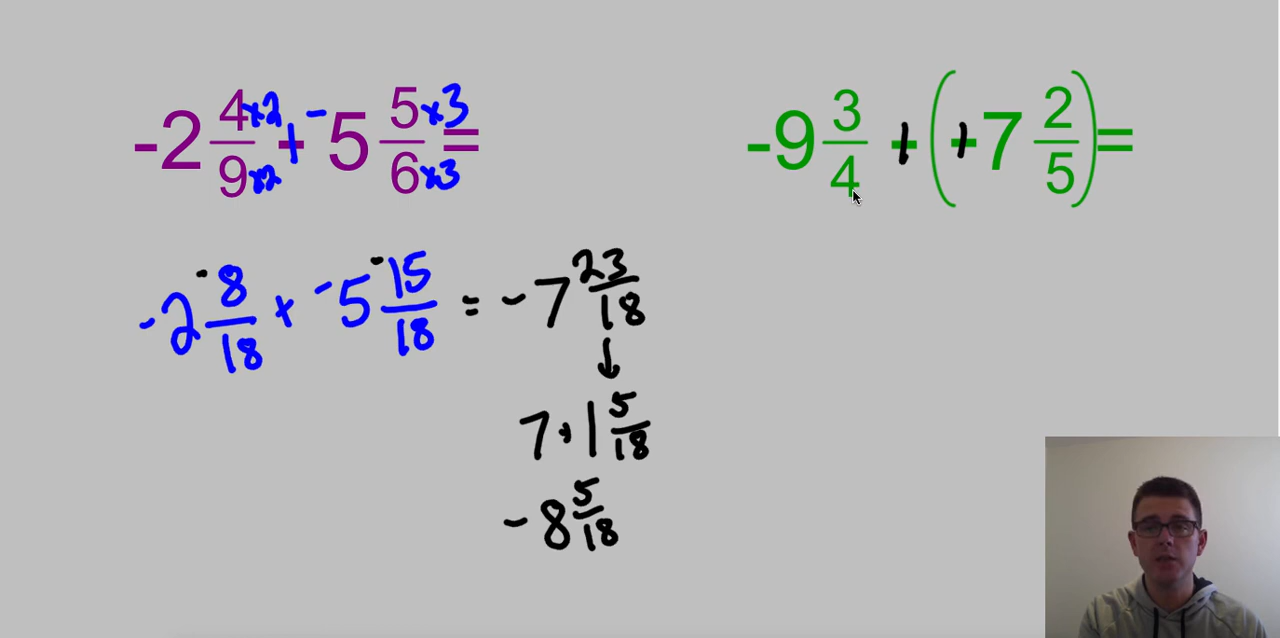 -2 4/9 ×2 ×2 + -5 5/6 ×3 ×3 =
-9 3/4 + (+7 2/5) =
-2 -8/18 + -5 -15/18 = -7 23/18
↓
7+1 5/18
-8 5/18